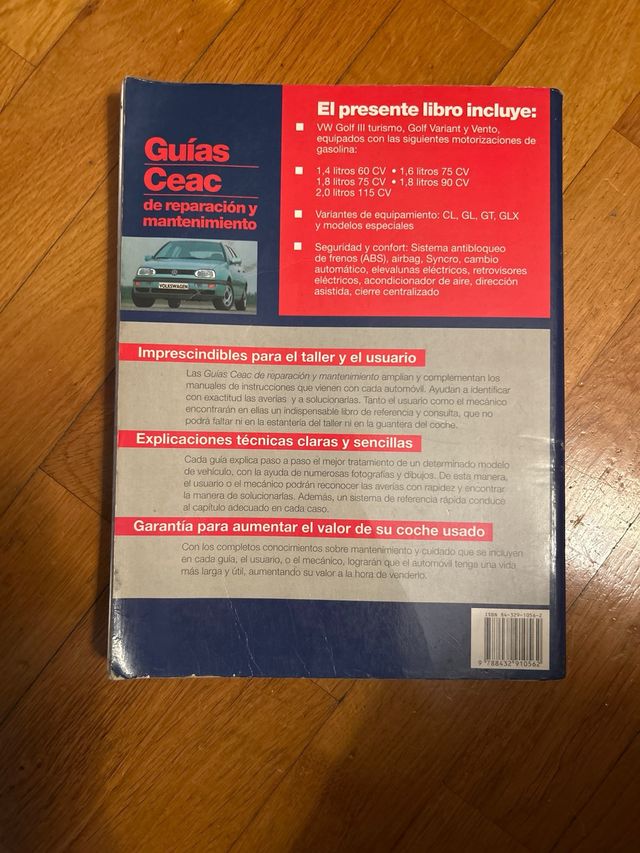 Guías
Ceac
de reparación y
mantenimiento
VOLKSWAGEN
El presente libro incluye:
VW Golf III turismo, Golf Variant y Vento,
equipados con las siguientes motorizaciones de
gasolina:
1,4 litros 60 CV • 1,6 litros 75 CV
1,8 litros 75 CV • 1,8 litros 90 CV
2,0 litros 115 CV
Variantes de equipamiento: CL, GL, GT, GLX
y modelos especiales
Seguridad y confort: Sistema antibloqueo
de frenos (ABS), airbag, Syncro, cambio
automático, elevalunas eléctricos, retrovisores
eléctricos, acondicionador de aire, dirección
asistida, cierre centralizado
Imprescindibles para el taller y el usuario
Las Guías Ceac de reparación y mantenimiento amplían y complementan los
manuales de instrucciones que vienen con cada automóvil. Ayudan a identificar
con exactitud las averías y a solucionarlas. Tanto el usuario como el mecánico
encontrarán en ellas un indispensable libro de referencia y consulta, que no
podrá faltar ni en la estantería del taller ni en la guantera del coche.
Explicaciones técnicas claras y sencillas
Cada guía explica paso a paso el mejor tratamiento de un determinado modelo
de vehículo, con la ayuda de numerosas fotografías y dibujos. De esta manera,
el usuario o el mecánico podrán reconocer las averías con rapidez y encontrar
la manera de solucionarlas. Además, un sistema de referencia rápida conduce
al capítulo adecuado en cada caso.
Garantía para aumentar el valor de su coche usado
Con los completos conocimientos sobre mantenimiento y cuidado que se incluyen
en cada guía, el usuario, o el mecánico, lograrán que el automóvil tenga una vida
más larga y útil, aumentando su valor a la hora de venderlo.
ISBN 84-329-1056-2
9 788432 910562